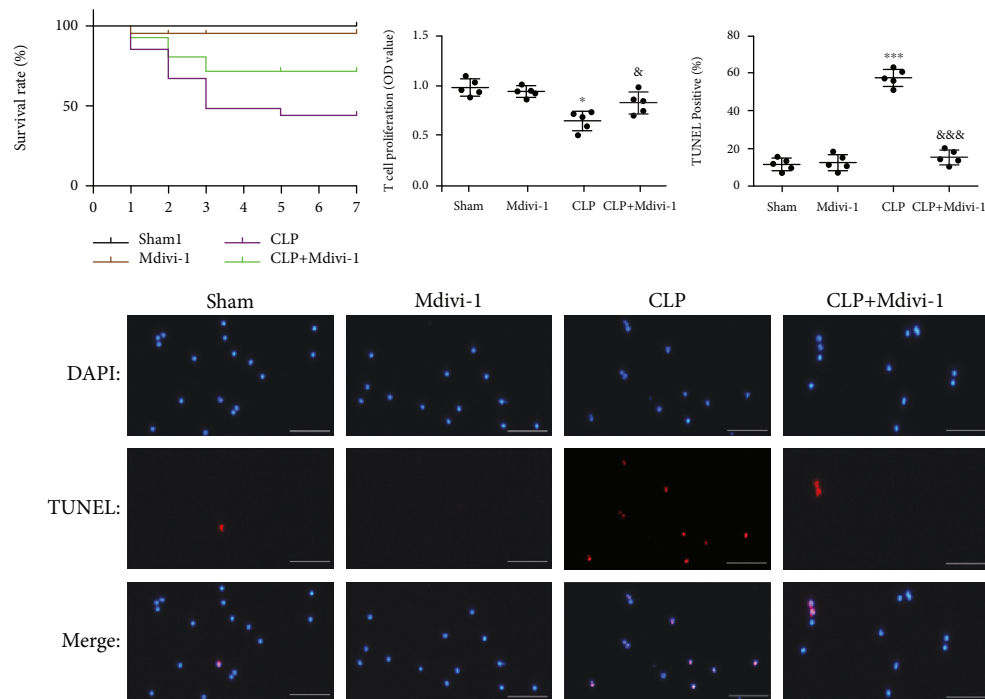 Survival rate (%)
100
50
0
0 1 2 3 4 5 6 7
Sham1
Mdivi-1
CLP
CLP+Mdivi-1
T cell proliferation (OD value)
1.5
1.0
0.5
0.0
*
&
Sham Mdivi-1 CLP CLP+Mdivi-1
TUNEL Positive (%)
80
60
40
20
0
***
&&&
Sham Mdivi-1 CLP CLP+Mdivi-1
Sham Mdivi-1 CLP CLP+Mdivi-1
DAPI:
TUNEL:
Merge: